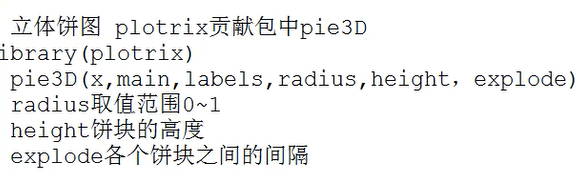 立体饼图 plotrix贡献包中pie3D
ibrary(plotrix)
pie3D(x,main,labels,radius,height，explode)
radius取值范围0~1
height饼块的高度
explode各个饼块之间的间隔